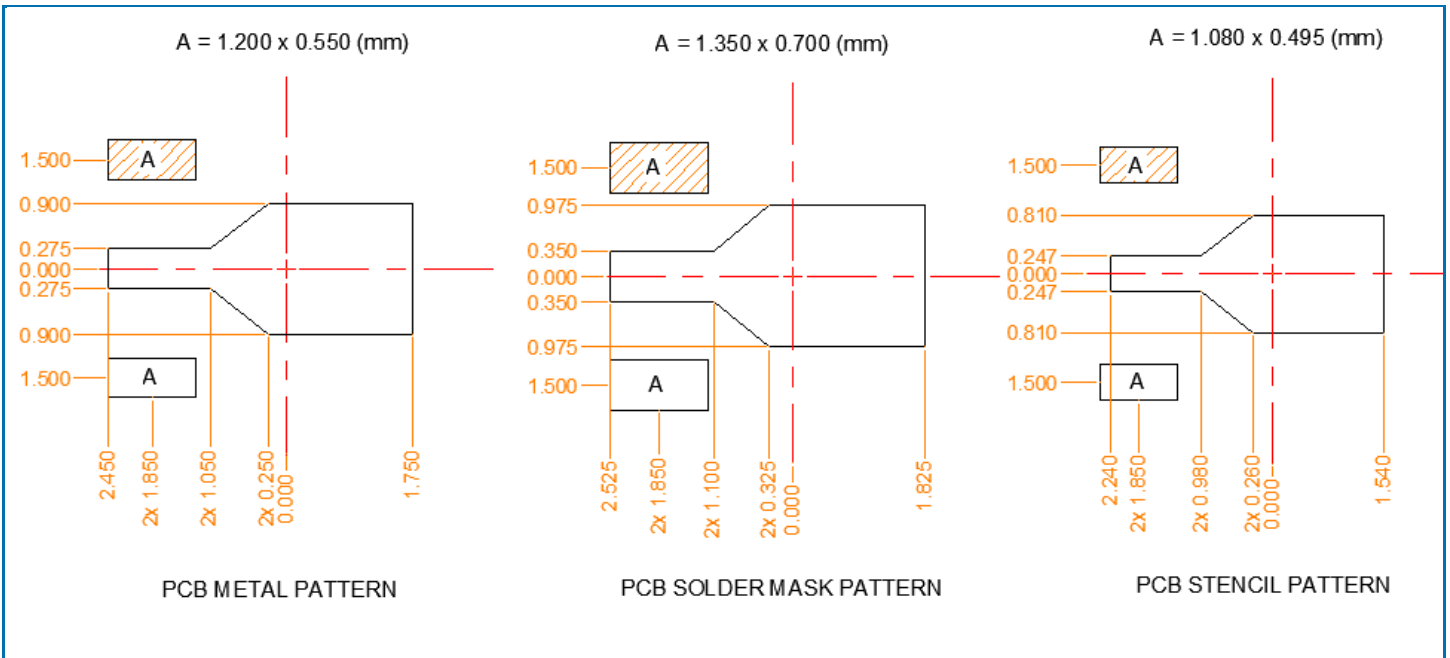 A = 1.200 x 0.550 (mm)
1.500
A
0.900
0.275
0.000
0.275
0.900
1.500
A
2.450
2x 1.850
2x 1.050
2x 0.250
0.000
1.750
PCB METAL PATTERN
A = 1.350 x 0.700 (mm)
1.500
A
0.975
0.350
0.000
0.350
0.975
1.500
A
2.525
2x 1.850
2x 1.100
2x 0.325
0.000
1.825
PCB SOLDER MASK PATTERN
A = 1.080 x 0.495 (mm)
1.500
A
0.810
0.247
0.000
0.247
0.810
1.500
A
2.240
2x 1.850
2x 0.980
2x 0.260
0.000
1.540
PCB STENCIL PATTERN